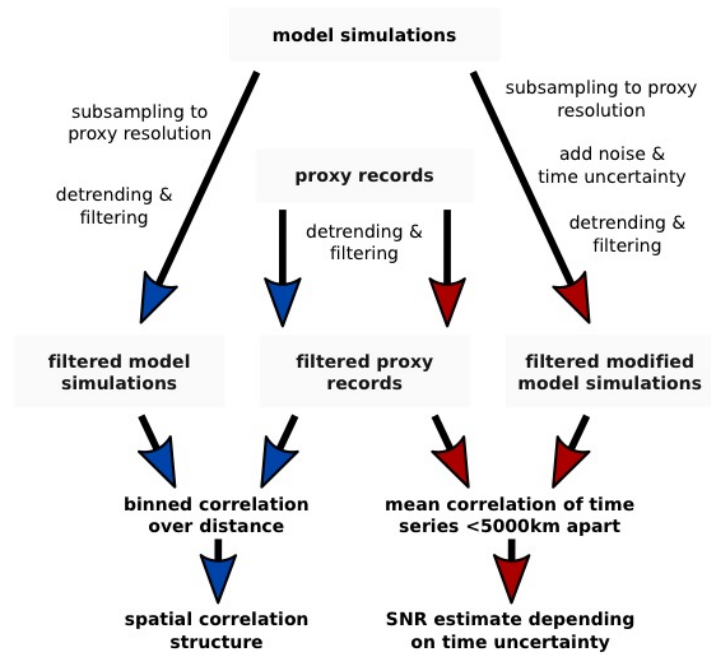 model simulations
subsampling to
proxy resolution
detrending &
filtering
subsampling to proxy
resolution
add noise &
time uncertainty
detrending &
filtering
proxy records
detrending &
filtering
filtered model
simulations
filtered proxy
records
filtered modified
model simulations
binned correlation
over distance
mean correlation of time
series <5000km apart
spatial correlation
structure
SNR estimate depending
on time uncertainty